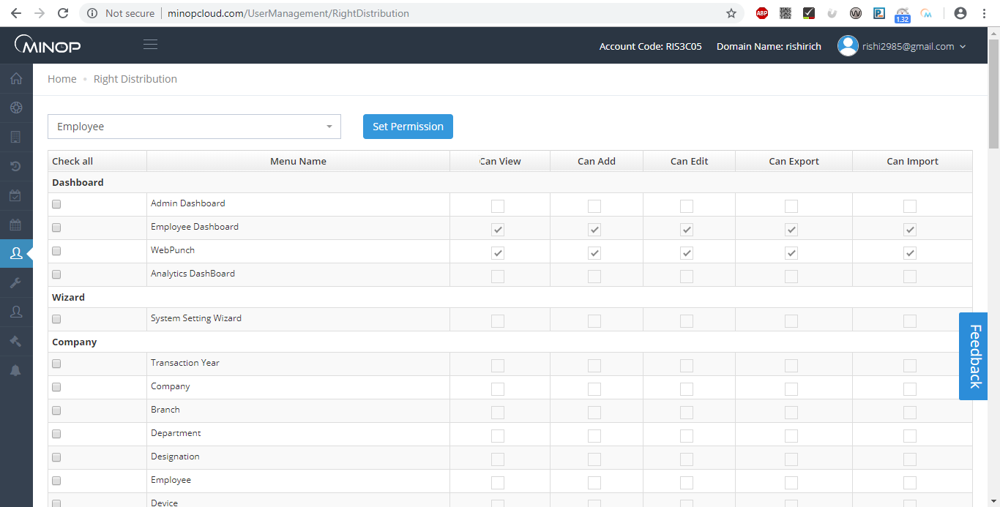 Not secure | minopcloud.com/UserManagement/RightDistribution
ABP
W
P
1.32
MINOP
Account Code: RIS3C05 Domain Name: rishirich rishi2985@gmail.com
Home • Right Distribution
Employee Set Permission
Check all Menu Name Can View Can Add Can Edit Can Export Can Import
Dashboard
Admin Dashboard
Employee Dashboard
WebPunch
Analytics DashBoard
Wizard
System Setting Wizard
Company
Transaction Year
Company
Branch
Department
Designation
Employee
Device
Feedback